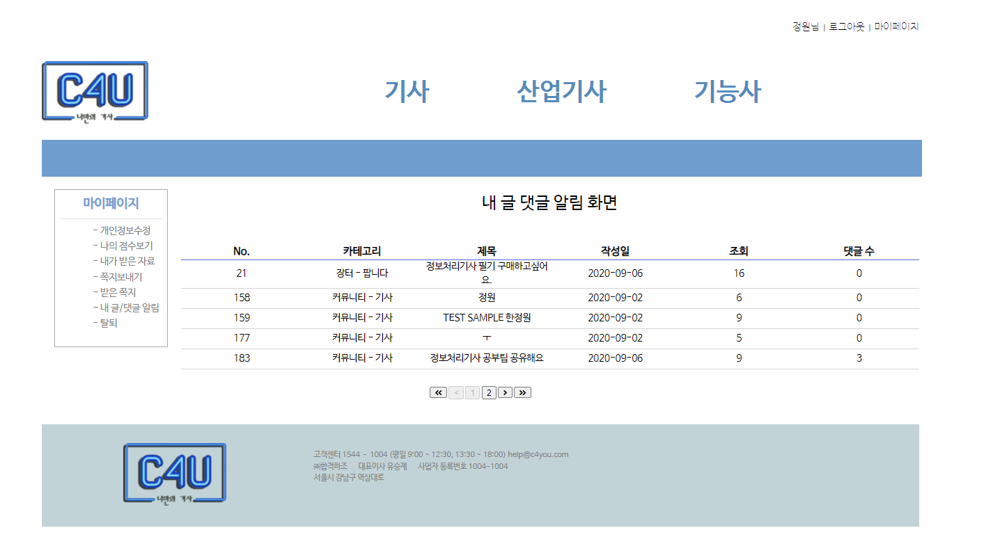 정원님 | 로그아웃 | 마이페이지
C4U
나만의 기사
기사 산업기사 기능사
마이페이지
- 개인정보수정
- 나의 점수보기
- 내가 받은 자료
- 쪽지보내기
- 받은 쪽지
- 내 글/댓글 알림
- 탈퇴
내 글 댓글 알림 화면
No. 카테고리 제목 작성일 조회 댓글 수
21 장터 - 팝니다 정보처리기사 필기 구매하고싶어요. 2020-09-06 16 0
158 커뮤니티 - 기사 정원 2020-09-02 6 0
159 커뮤니티 - 기사 TEST SAMPLE 한정원 2020-09-02 9 0
177 커뮤니티 - 기사 ㅜ 2020-09-02 5 0
183 커뮤니티 - 기사 정보처리기사 공부팁 공유해요 2020-09-06 9 3
« < 1 2 > »
C4U
나만의 기사
고객센터 1544 - 1004 (평일 9:00 ~ 12:30, 13:30 ~ 18:00) help@c4you.com
㈜합격하조 대표이사 유승제 사업자 등록번호 1004-1004
서울시 강남구 역삼대로